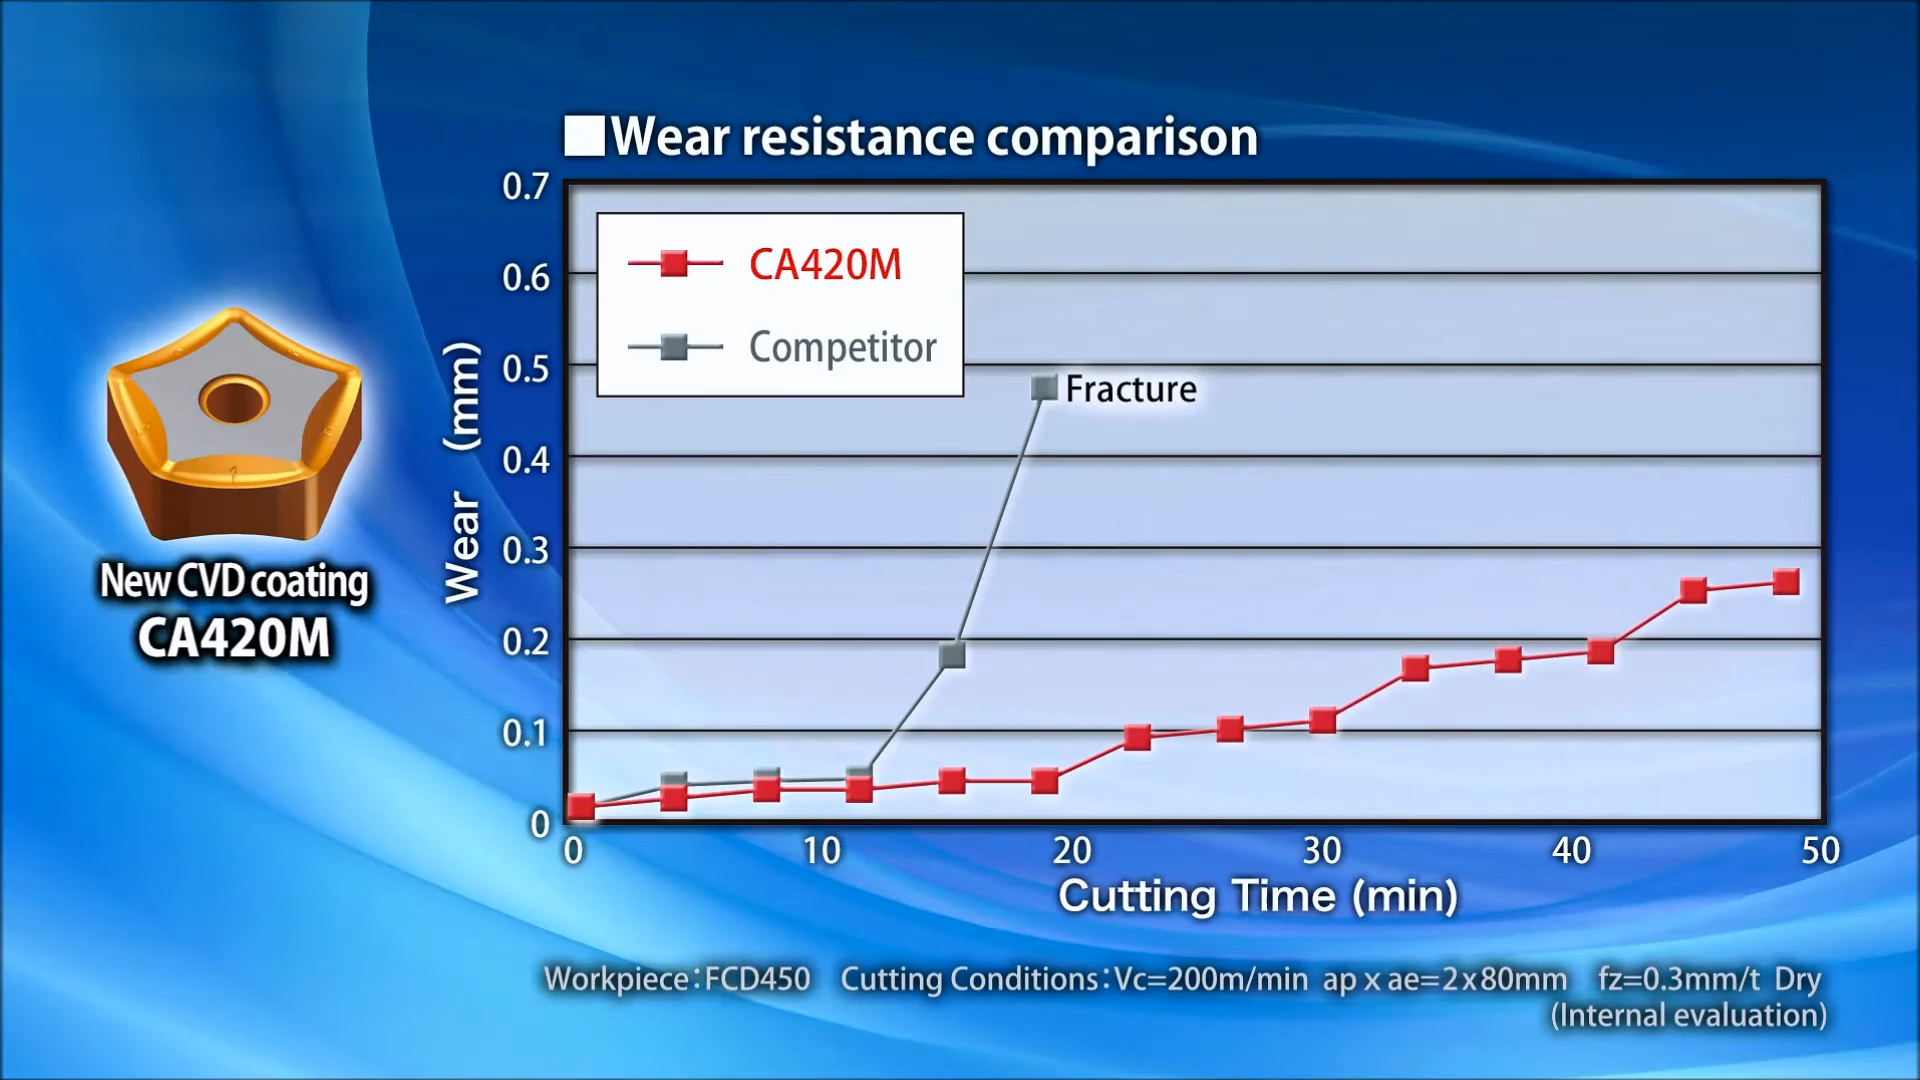 ■Wear resistance comparison
0.7
0.6
0.5
0.4
0.3
0.2
0.1
0
Wear (mm)
CA420M
Competitor
Fracture
New CVD coating
CA420M
0 10 20 30 40 50
Cutting Time (min)
Workpiece:FCD450 Cutting Conditions:Vc=200m/min ap x ae=2x80mm fz=0.3mm/t Dry
(Internal evaluation)